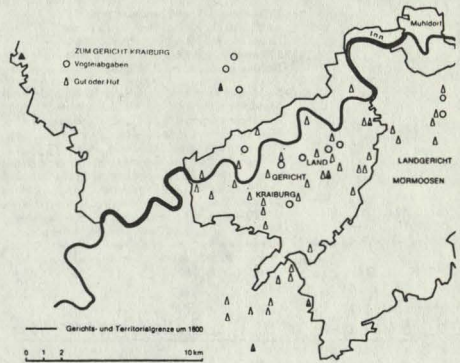 Mühldorf
Inn
ZUM GERICHT KRAIBURG
Vogteiabgaben
Gut oder Huf
LAND
GERICHT
KRAIBURG
LANDGERICHT
MÖRMOOSEN
Gerichts- und Territorialgrenze um 1800
0 1 2 10 km